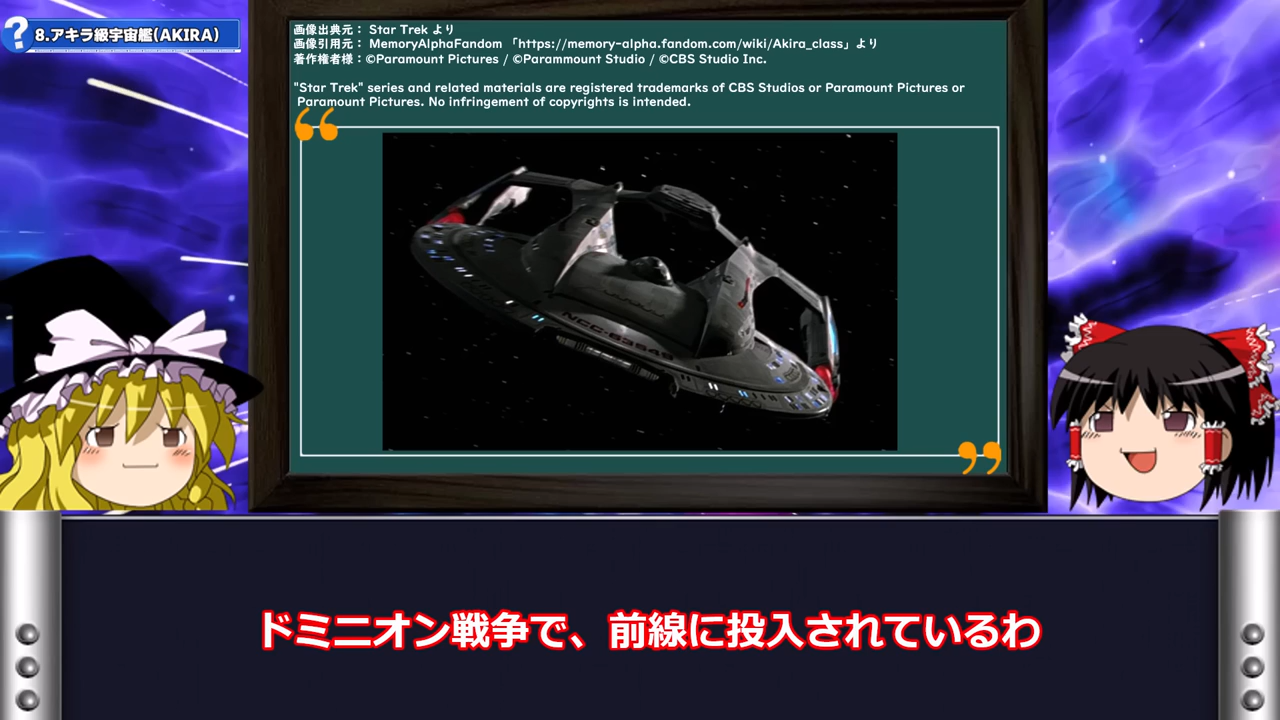 ?
8.アキラ級宇宙艦(AKIRA)
画像出典元： Star Trek より
画像引用元： MemoryAlphaFandom 「https://memory-alpha.fandom.com/wiki/Akira_class」より
著作権者様：©Paramount Pictures / ©Parammount Studio / ©CBS Studio Inc.
"Star Trek" series and related materials are registered trademarks of CBS Studios or Paramount Pictures or
Paramount Pictures. No infringement of copyrights is intended.
NCC-63549
ドミニオン戦争で、前線に投入されているわ